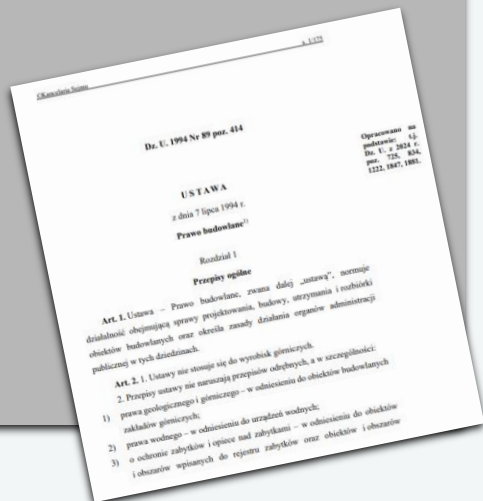 ©Kancelaria Sejmu
s. 1/175
Dz. U. 1994 Nr 89 poz. 414
Opracowano na
podstawie: t.j.
Dz. U. z 2024 r.
poz. 725, 834,
1222, 1847, 1881.
USTAWA
z dnia 7 lipca 1994 r.
Prawo budowlane1)
Rozdział 1
Przepisy ogólne
Art. 1. Ustawa – Prawo budowlane, zwana dalej „ustawą”, normuje
działalność obejmującą sprawy projektowania, budowy, utrzymania i rozbiórki
obiektów budowlanych oraz określa zasady działania organów administracji
publicznej w tych dziedzinach.
Art. 2. 1. Ustawy nie stosuje się do wyrobisk górniczych.
2. Przepisy ustawy nie naruszają przepisów odrębnych, a w szczególności:
1) prawa geologicznego i górniczego – w odniesieniu do obiektów budowlanych
zakładów górniczych;
2) prawa wodnego – w odniesieniu do urządzeń wodnych;
3) o ochronie zabytków i opiece nad zabytkami – w odniesieniu do obiektów
i obszarów wpisanych do rejestru zabytków oraz obiektów i obszarów